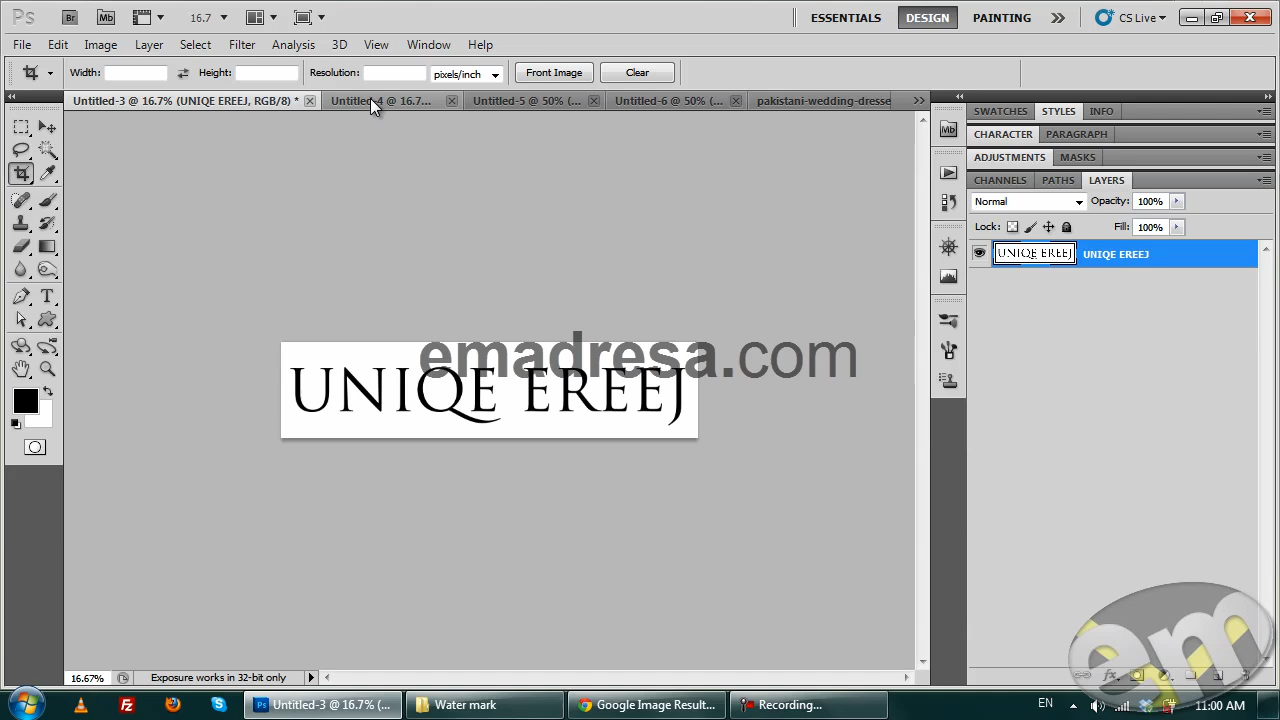 Ps Br Mb 16.7 ESSENTIALS DESIGN PAINTING CS Live
File Edit Image Layer Select Filter Analysis 3D View Window Help
Width: Height: Resolution: pixels/inch Front Image Clear
Untitled-3 @ 16.7% (UNIQE EREEJ, RGB/8) * Untitled-4 @ 16.7... Untitled-5 @ 50% (... Untitled-6 @ 50% (... pakistani-wedding-dresse
SWATCHES STYLES INFO
Mb
CHARACTER PARAGRAPH
ADJUSTMENTS MASKS
CHANNELS PATHS LAYERS
Normal Opacity: 100%
Lock: Fill: 100%
UNIQE EREEJ UNIQE EREEJ
emadresa.com
UNIQE EREEJ
em
16.67% Exposure works in 32-bit only
Untitled-3 @ 16.7% (... Water mark Google Image Result... Recording... EN 11:00 AM